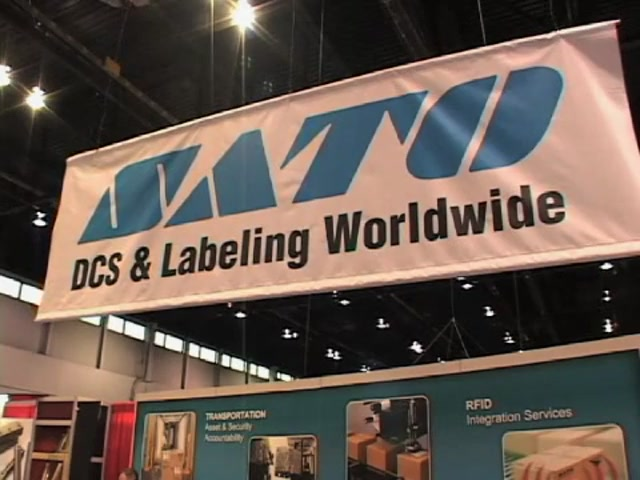 SATO
DCS & Labeling Worldwide
TRANSPORTATION
Asset & Security
Accountability
RFID
Integration Services